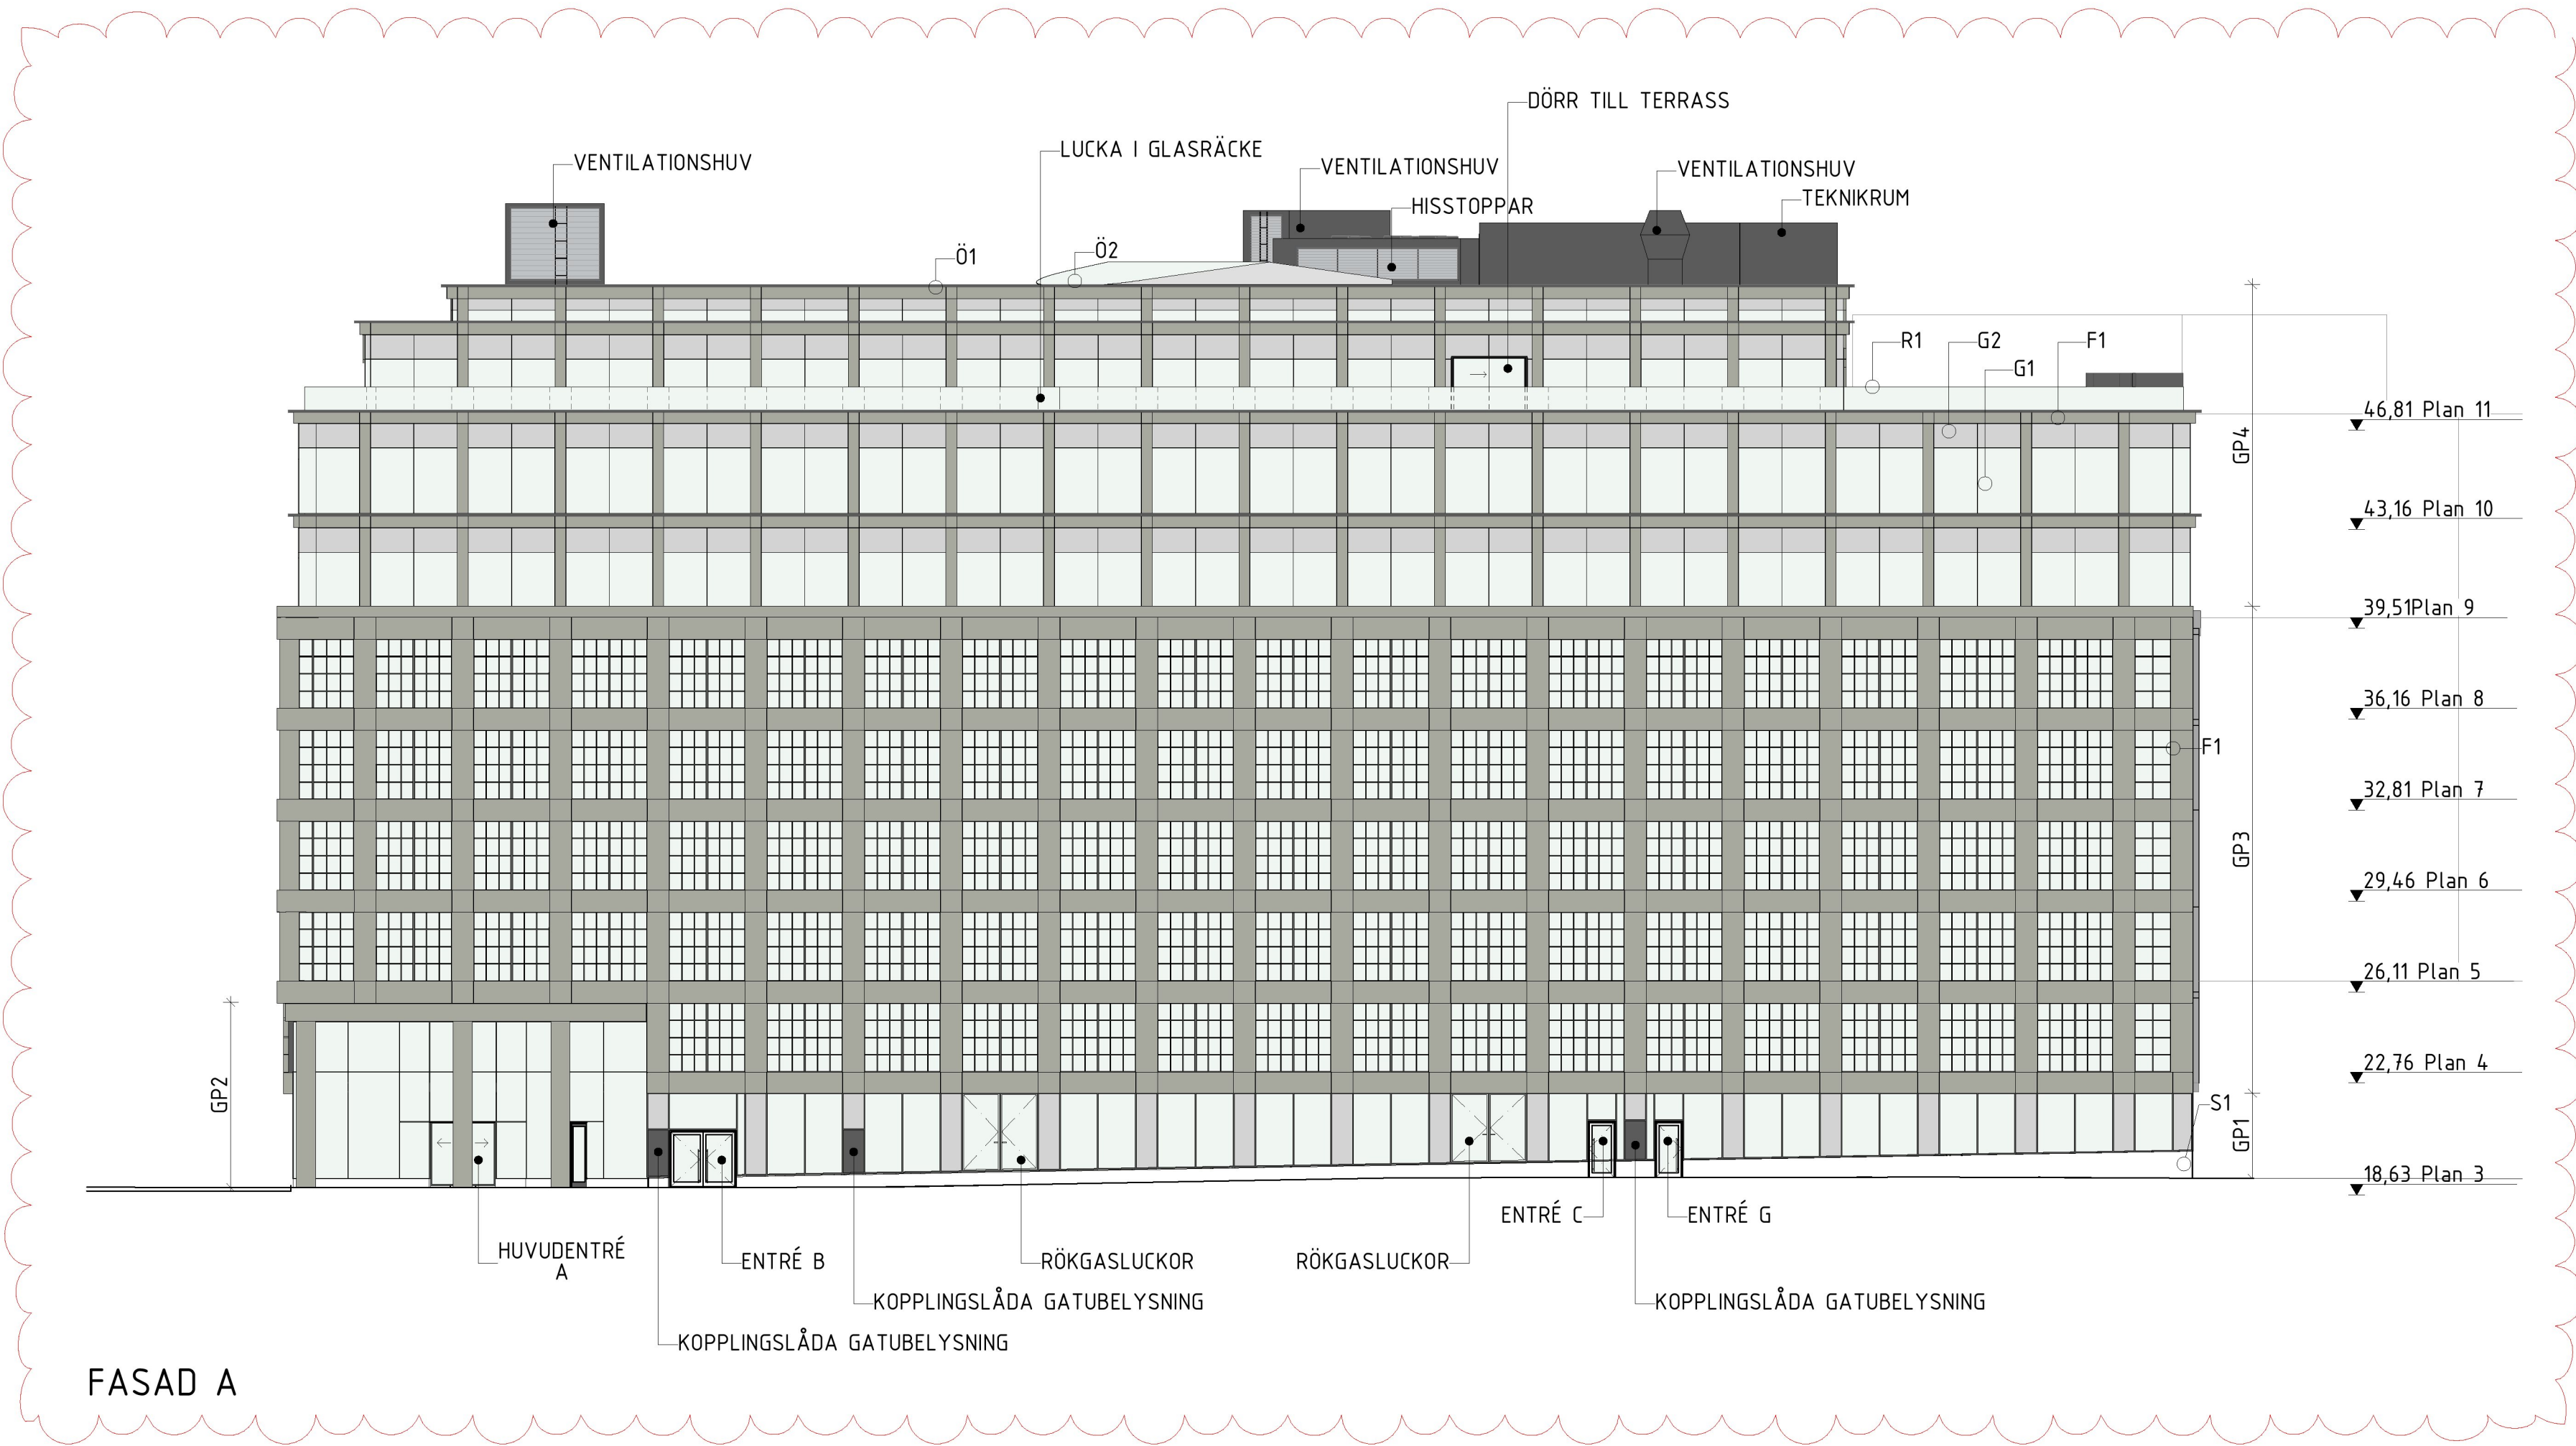 DÖRR TILL TERRASS
LUCKA I GLASRÄCKE
VENTILATIONSHUV
VENTILATIONSHUV
VENTILATIONSHUV
TEKNIKRUM
HISSTOPPAR
Ö1
Ö2
R1
G2
F1
G1
46,81 Plan 11
GP4
43,16 Plan 10
39,51Plan 9
36,16 Plan 8
F1
32,81 Plan 7
GP3
29,46 Plan 6
26,11 Plan 5
22,76 Plan 4
GP2
S1
GP1
18,63 Plan 3
ENTRÉ C
ENTRÉ G
HUVUDENTRÉ
A
ENTRÉ B
RÖKGASLUCKOR
RÖKGASLUCKOR
KOPPLINGSLÅDA GATUBELYSNING
KOPPLINGSLÅDA GATUBELYSNING
KOPPLINGSLÅDA GATUBELYSNING
FASAD A